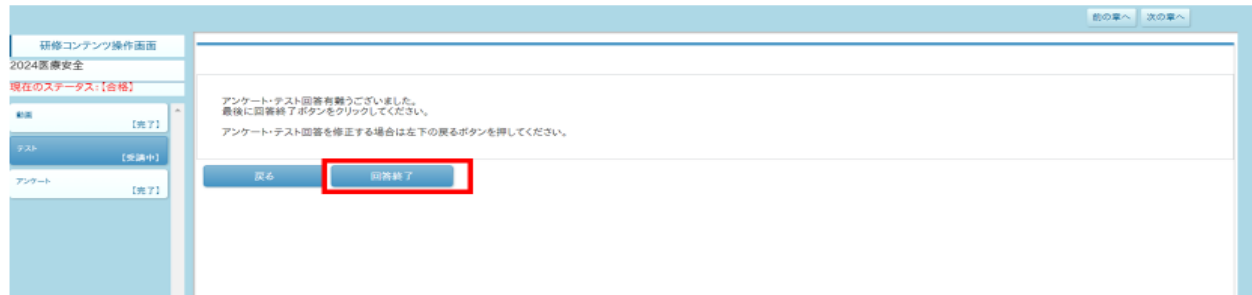 前の章へ 次の章へ
研修コンテンツ操作画面
2024医療安全
現在のステータス:【合格】
動画
【完了】
テスト
【受講中】
アンケート
【完了】
アンケート・テスト回答有難うございました。
最後に回答終了ボタンをクリックしてください。
アンケート・テスト回答を修正する場合は左下の戻るボタンを押してください。
戻る 回答終了